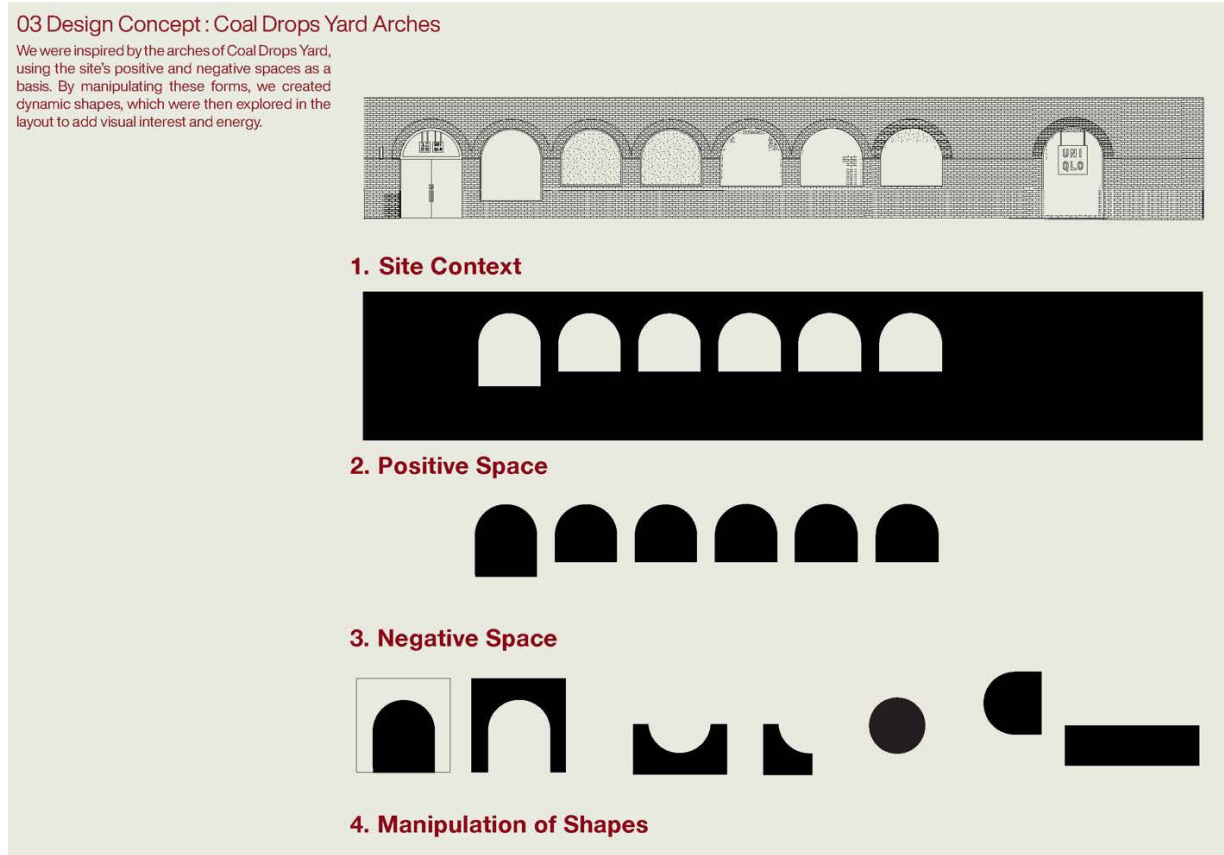 03 Design Concept : Coal Drops Yard Arches
We were inspired by the arches of Coal Drops Yard,
using the site's positive and negative spaces as a
basis. By manipulating these forms, we created
dynamic shapes, which were then explored in the
layout to add visual interest and energy.
UNI
QLO
1. Site Context
2. Positive Space
3. Negative Space
4. Manipulation of Shapes